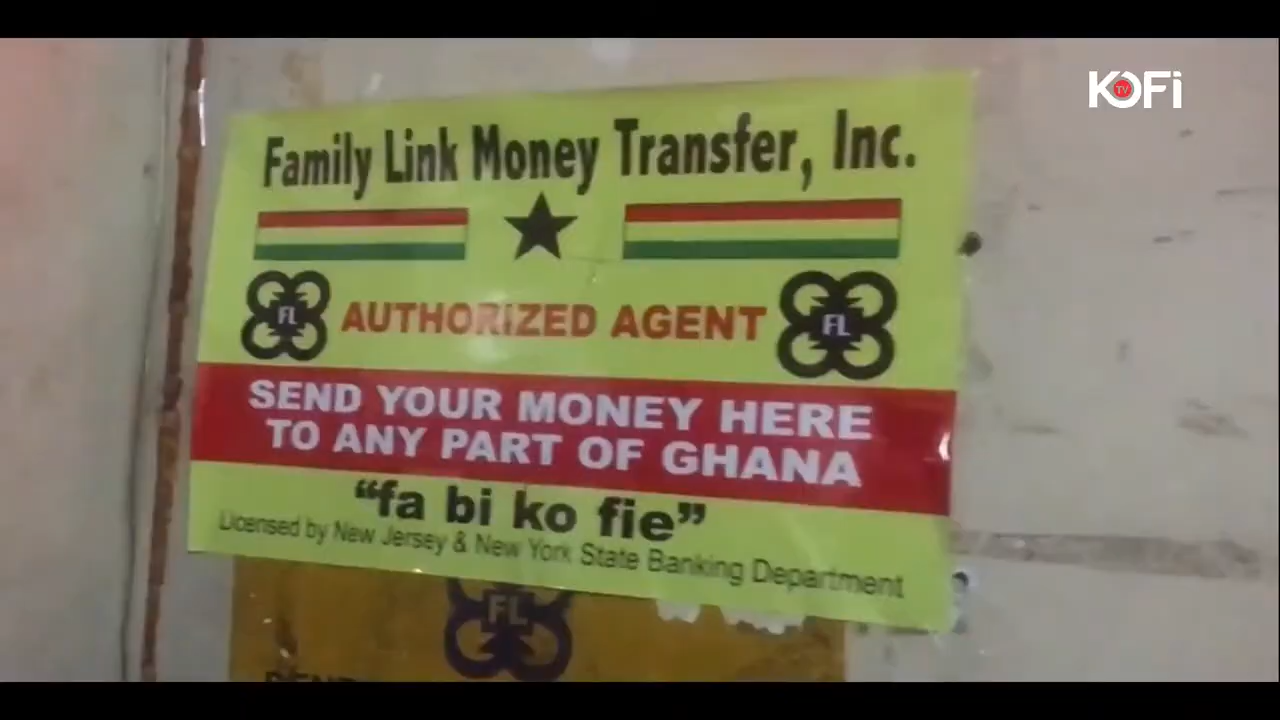 KOFi
TV
Family Link Money Transfer, Inc.
FL AUTHORIZED AGENT FL
SEND YOUR MONEY HERE
TO ANY PART OF GHANA
“fa bi ko fie”
Licensed by New Jersey & New York State Banking Department
FL